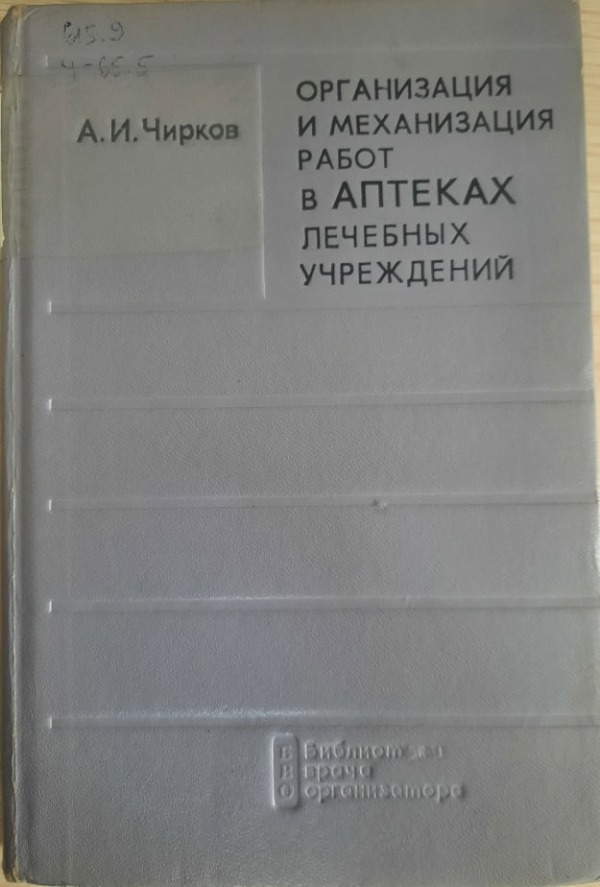 615.9
Ч-65.5
А.И.Чирков
ОРГАНИЗАЦИЯ
И МЕХАНИЗАЦИЯ
РАБОТ
В АПТЕКАХ
ЛЕЧЕБНЫХ
УЧРЕЖДЕНИЙ
Б Библиотека
В врача
О организатора